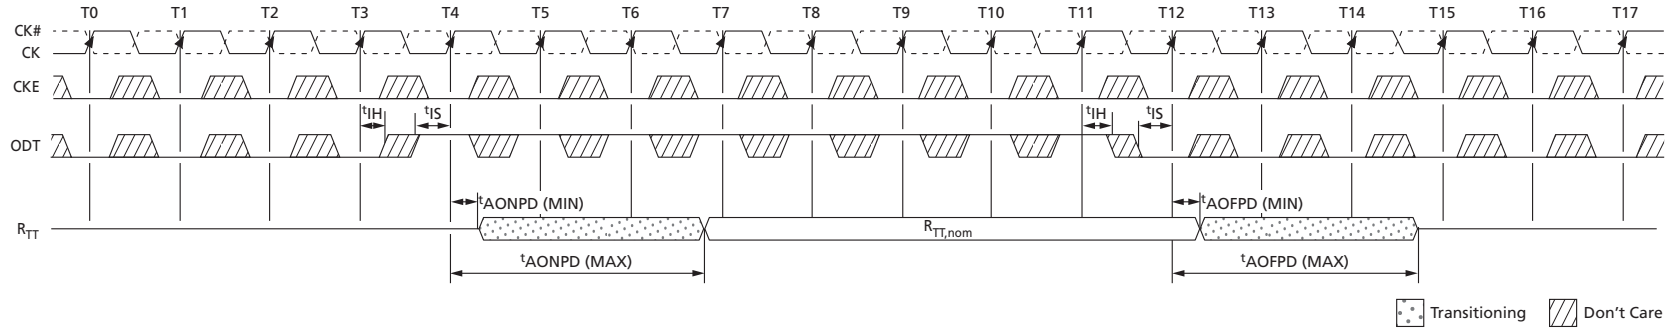 T0 T1 T2 T3 T4 T5 T6 T7 T8 T9 T10 T11 T12 T13 T14 T15 T16 T17
CK#
CK
CKE
tIH tIS tIH tIS
ODT
tAONPD (MIN) tAOFPD (MIN)
RTT RTT,nom
tAONPD (MAX) tAOFPD (MAX)
Transitioning Don't Care